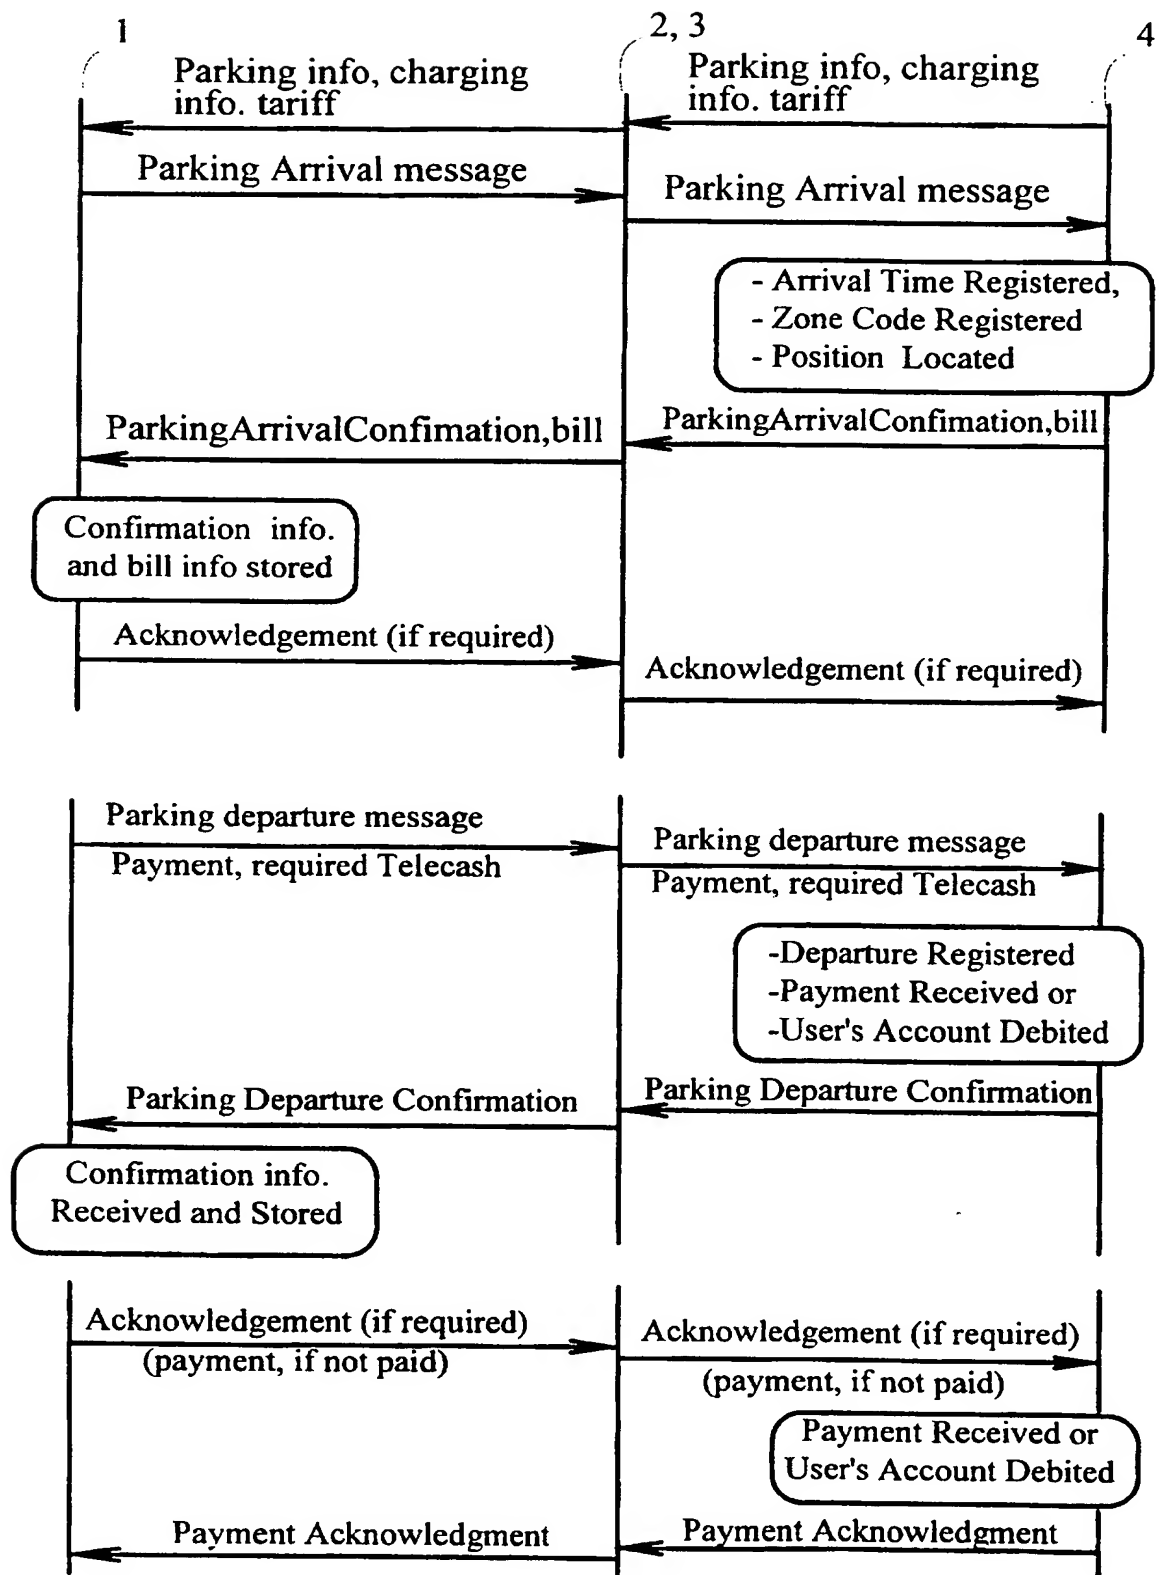 1
2, 3
4
Parking info, charging
info. tariff
Parking info, charging
info. tariff
Parking Arrival message
Parking Arrival message
- Arrival Time Registered,
- Zone Code Registered
- Position Located
ParkingArrivalConfimation,bill
ParkingArrivalConfimation,bill
Confirmation info.
and bill info stored
Acknowledgement (if required)
Acknowledgement (if required)
Parking departure message
Payment, required Telecash
Parking departure message
Payment, required Telecash
-Departure Registered
-Payment Received or
-User's Account Debited
Parking Departure Confirmation
Parking Departure Confirmation
Confirmation info.
Received and Stored
Acknowledgement (if required)
(payment, if not paid)
Acknowledgement (if required)
(payment, if not paid)
Payment Received or
User's Account Debited
Payment Acknowledgment
Payment Acknowledgment